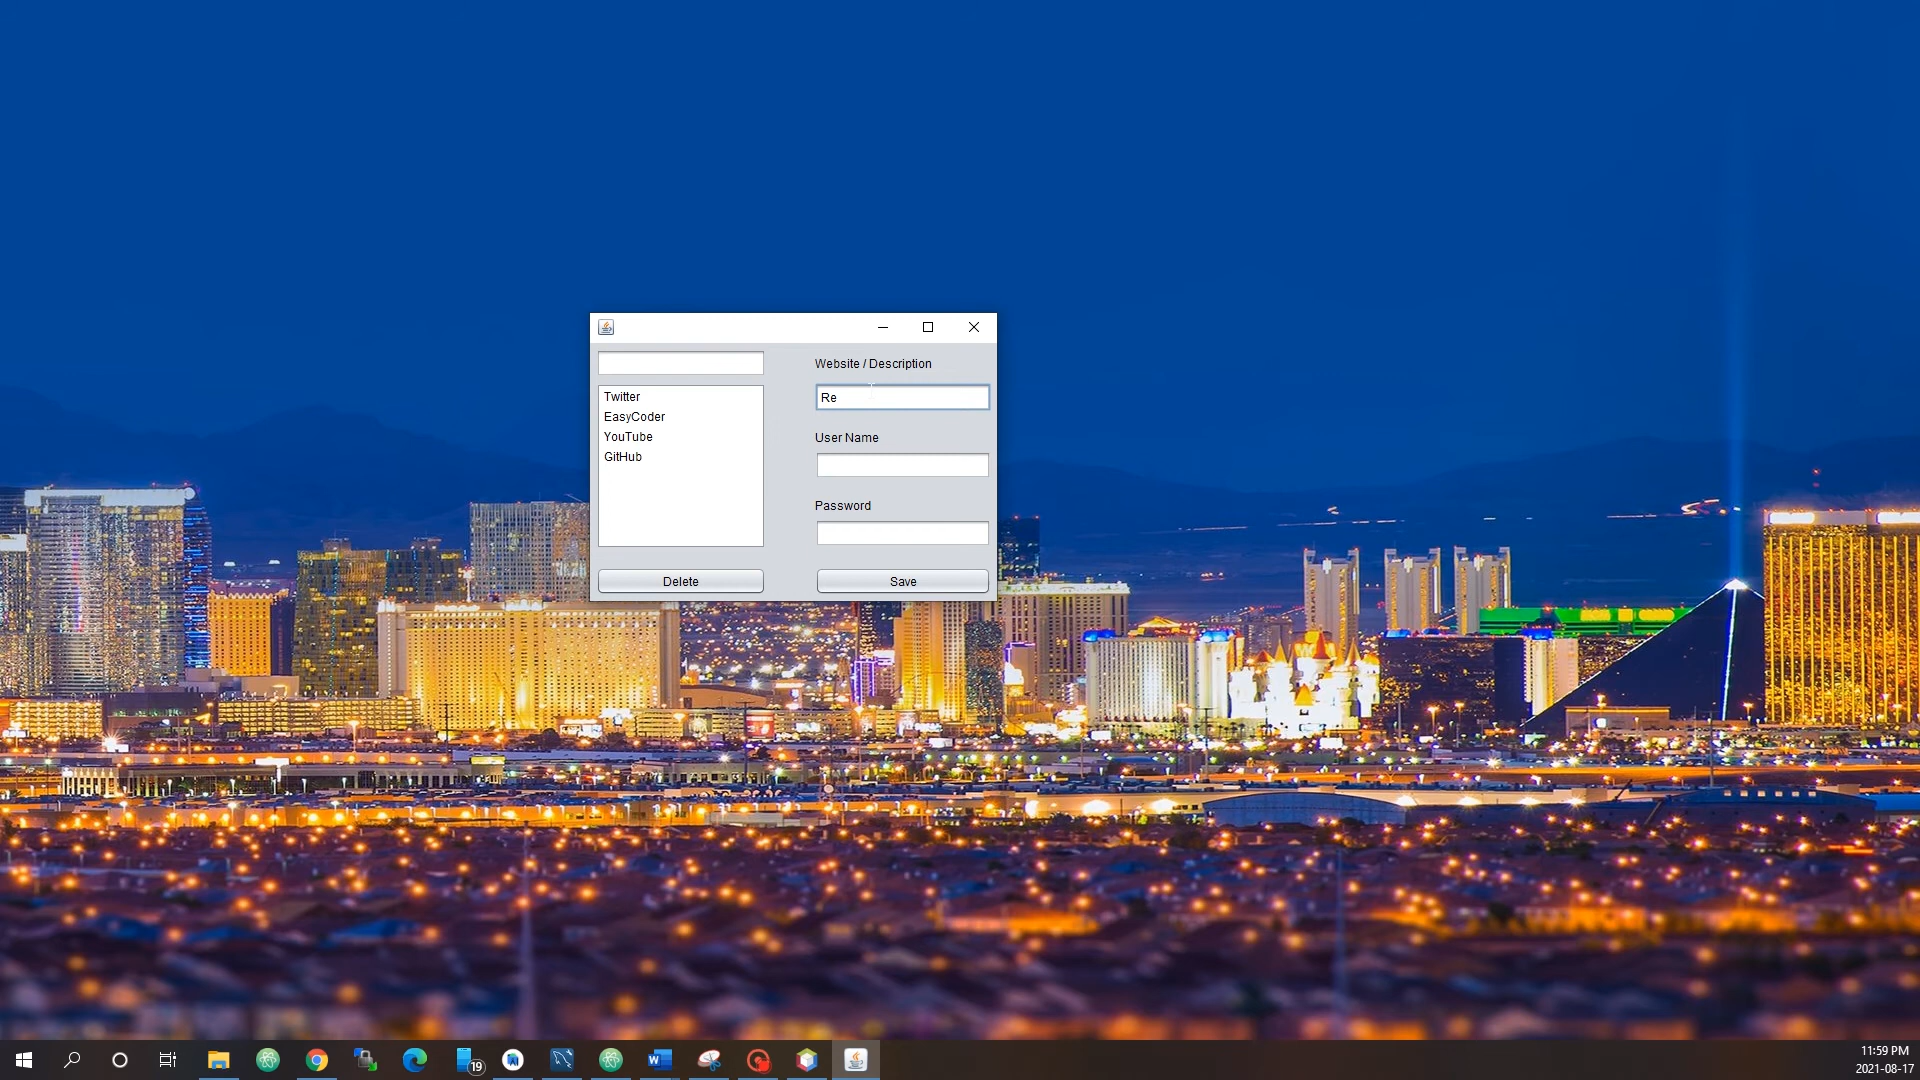 Website / Description
Twitter
EasyCoder
YouTube
GitHub
Re
User Name
Password
Delete
Save
19
AI
W
11:59 PM
2021-08-17